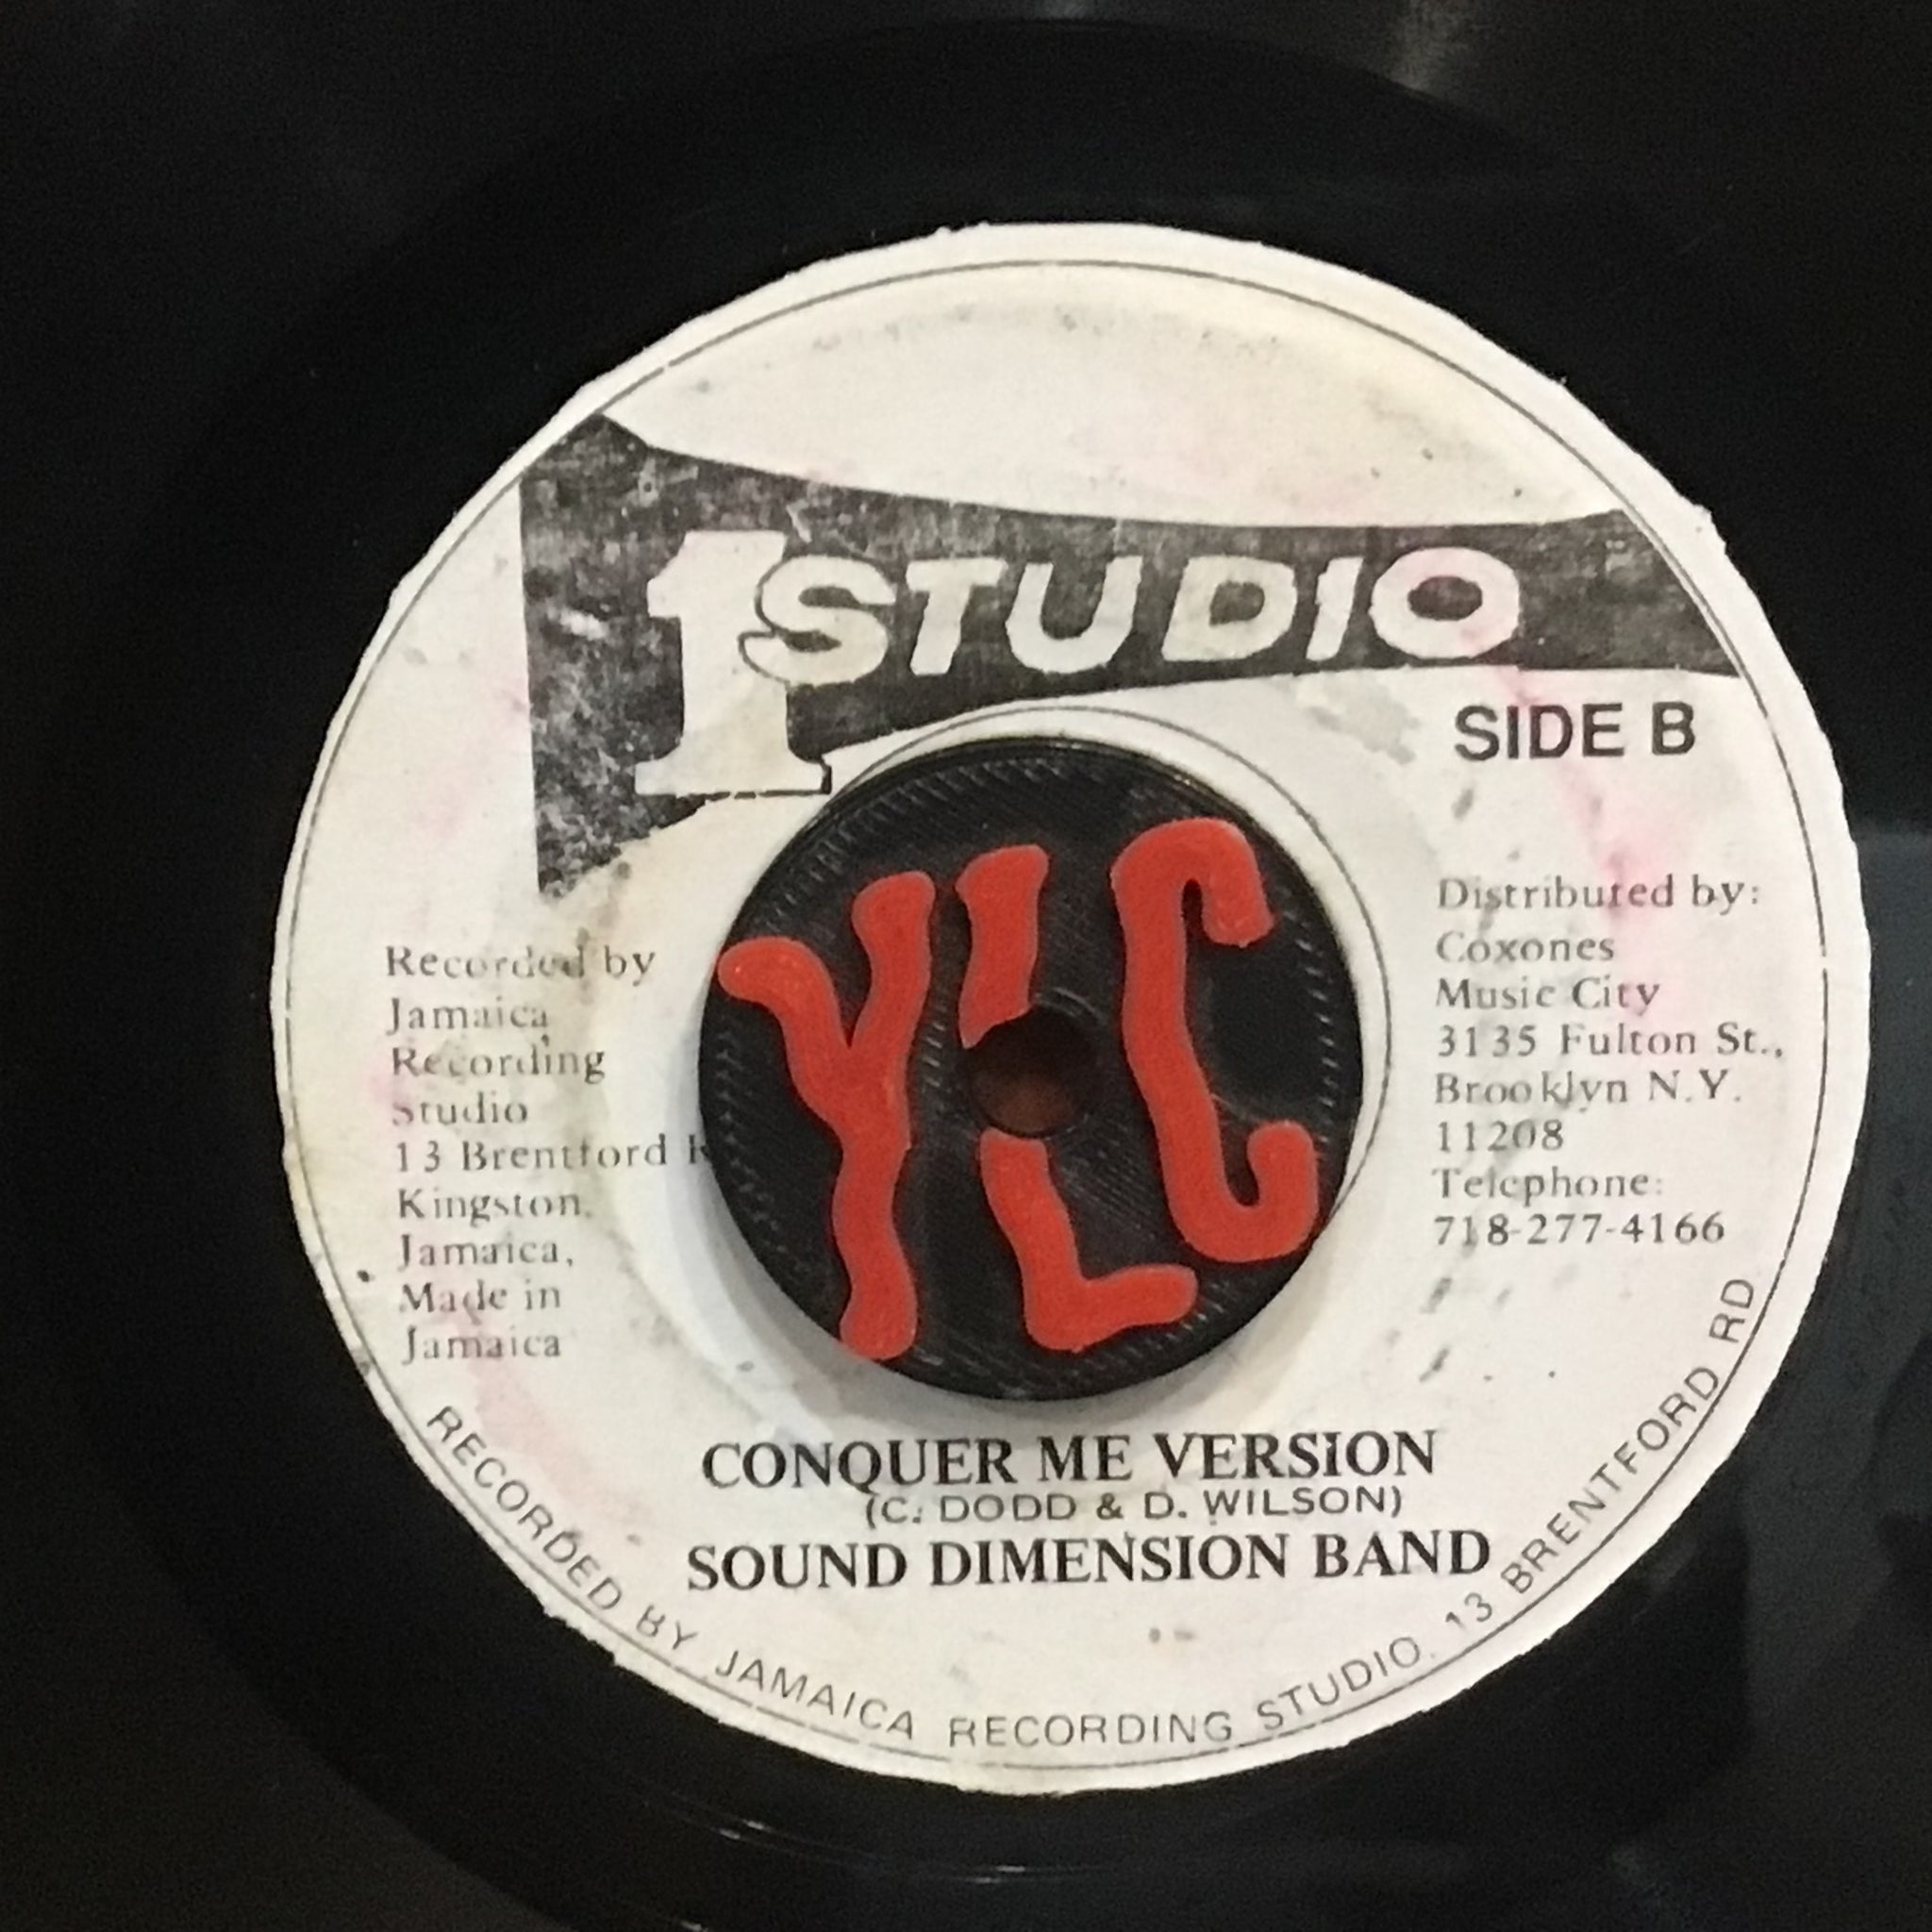 1 STUDIO
SIDE B
Recorded by
Jamaica
Recording
Studio
13 Brentford
Kingston,
Jamaica,
Made in
Jamaica
YLC
Distributed by:
Coxones
Music City
3135 Fulton St.,
Brooklyn N.Y.
11208
Telephone:
718-277-4166
CONQUER ME VERSION
(C. DODD & D. WILSON)
SOUND DIMENSION BAND
RECORDED BY JAMAICA RECORDING STUDIO. 13 BRENTFORD RD